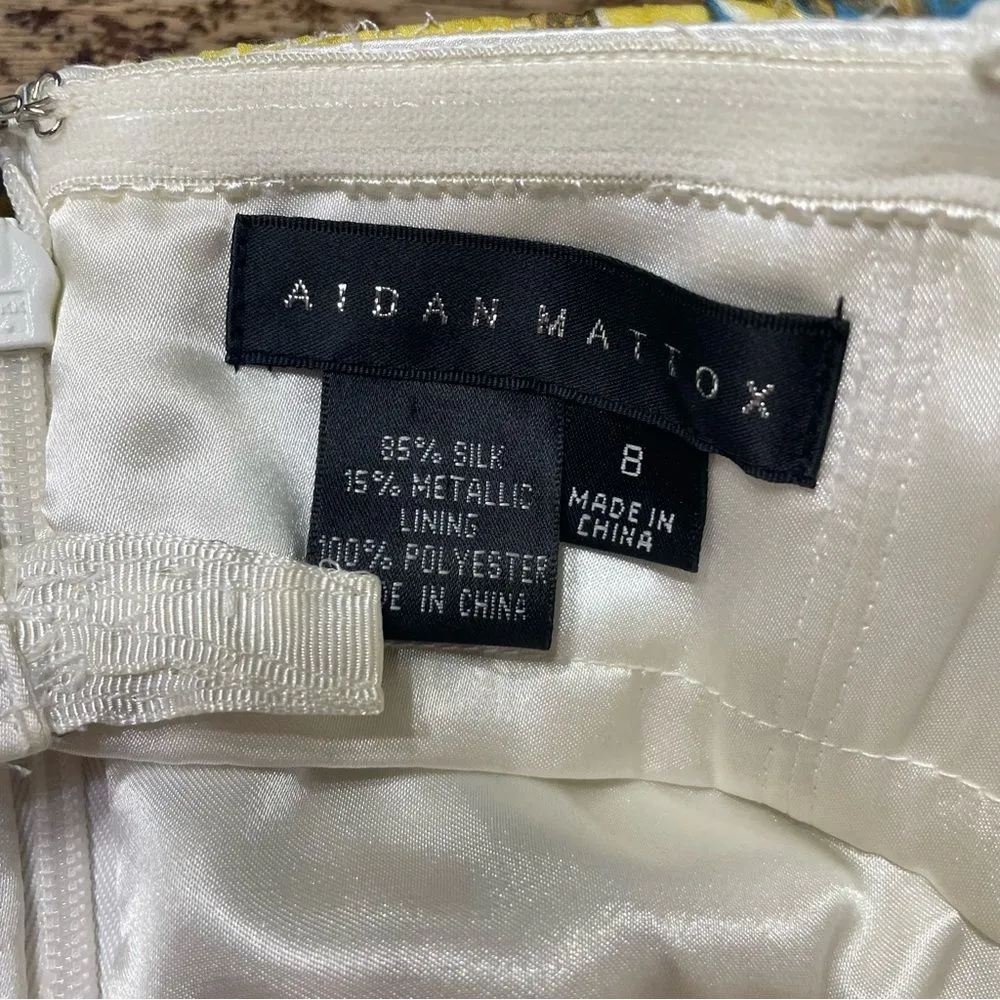 AIDAN MATTOX
85% SILK
15% METALLIC
LINING
100% POLYESTER
IN CHINA
8
MADE IN
CHINA